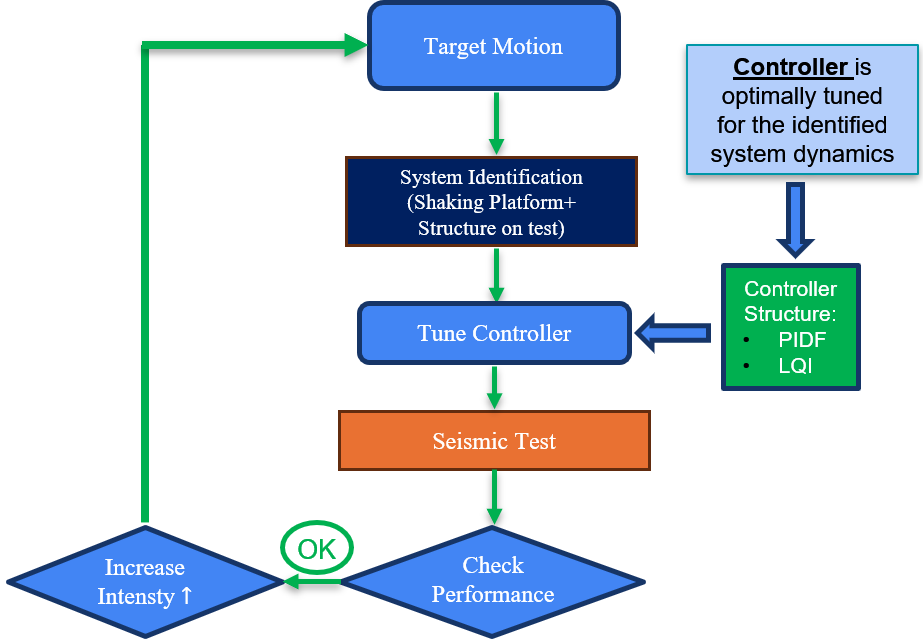 Target Motion
Controller is
optimally tuned
for the identified
system dynamics
System Identification
(Shaking Platform+
Structure on test)
Controller
Structure:
• PIDF
• LQI
Tune Controller
Seismic Test
OK
Increase
Intensty↑
Check
Performance